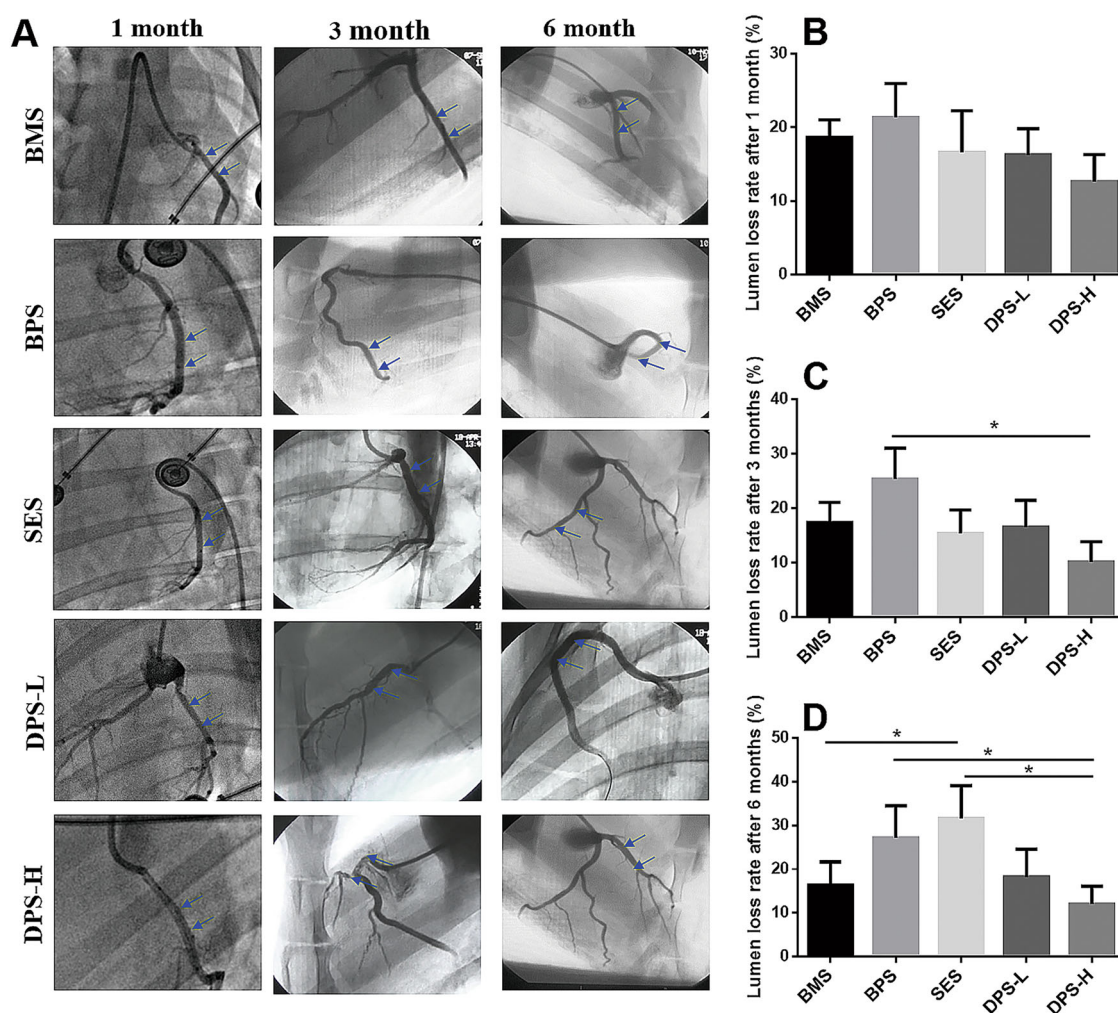 A
1 month
3 month
6 month
BMS
BPS
SES
DPS-L
DPS-H
B
Lumen loss rate after 1 month (%)
30
20
10
0
BMS
BPS
SES
DPS-L
DPS-H
C
Lumen loss rate after 3 months (%)
40
30
20
10
0
*
BMS
BPS
SES
DPS-L
DPS-H
D
Lumen loss rate after 6 months (%)
50
40
30
20
10
0
*
*
*
BMS
BPS
SES
DPS-L
DPS-H